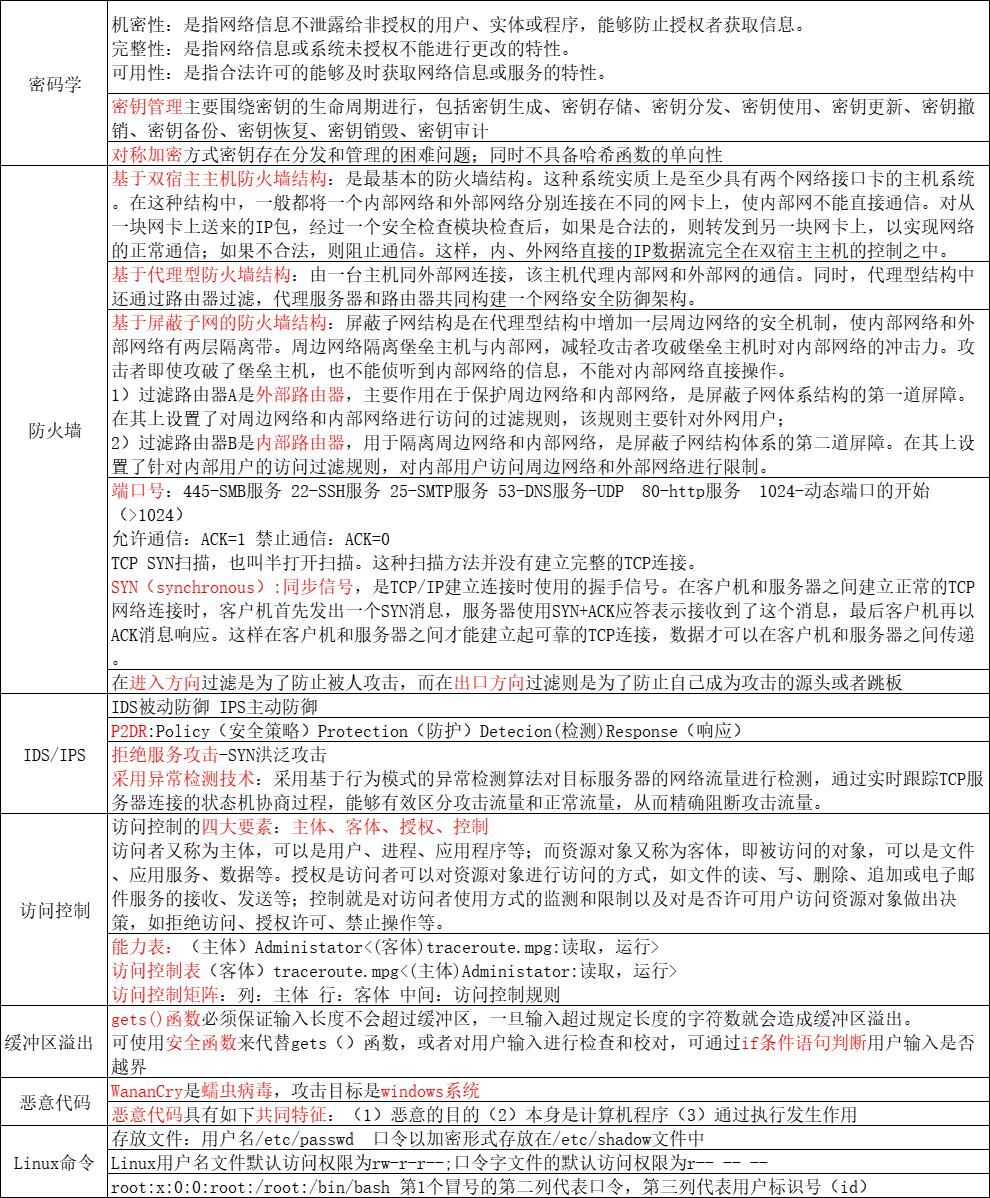 密码学
机密性：是指网络信息不泄露给非授权的用户、实体或程序，能够防止授权者获取信息。
完整性：是指网络信息或系统未授权不能进行更改的特性。
可用性：是指合法许可的能够及时获取网络信息或服务的特性。
密钥管理主要围绕密钥的生命周期进行，包括密钥生成、密钥存储、密钥分发、密钥使用、密钥更新、密钥撤
销、密钥备份、密钥恢复、密钥销毁、密钥审计
对称加密方式密钥存在分发和管理的困难问题；同时不具备哈希函数的单向性
防火墙
基于双宿主主机防火墙结构：是最基本的防火墙结构。这种系统实质上是至少具有两个网络接口卡的主机系统
。在这种结构中，一般都将一个内部网络和外部网络分别连接在不同的网卡上，使内部网不能直接通信。对从
一块网卡上送来的IP包，经过一个安全检查模块检查后，如果是合法的，则转发到另一块网卡上，以实现网络
的正常通信；如果不合法，则阻止通信。这样，内、外网络直接的IP数据流完全在双宿主主机的控制之中。
基于代理型防火墙结构：由一台主机同外部网连接，该主机代理内部网和外部网的通信。同时，代理型结构中
还通过路由器过滤，代理服务器和路由器共同构建一个网络安全防御架构。
基于屏蔽子网的防火墙结构：屏蔽子网结构是在代理型结构中增加一层周边网络的安全机制，使内部网络和外
部网络有两层隔离带。周边网络隔离堡垒主机与内部网，减轻攻击者攻破堡垒主机时对内部网络的冲击力。攻
击者即使攻破了堡垒主机，也不能侦听到内部网络的信息，不能对内部网络直接操作。
1）过滤路由器A是外部路由器，主要作用在于保护周边网络和内部网络，是屏蔽子网体系结构的第一道屏障。
在其上设置了对周边网络和内部网络进行访问的过滤规则，该规则主要针对外网用户；
2）过滤路由器B是内部路由器，用于隔离周边网络和内部网络，是屏蔽子网结构体系的第二道屏障。在其上设
置了针对内部用户的访问过滤规则，对内部用户访问周边网络和外部网络进行限制。
端口号：445-SMB服务 22-SSH服务 25-SMTP服务 53-DNS服务-UDP  80-http服务  1024-动态端口的开始
（>1024）
允许通信：ACK=1 禁止通信：ACK=0
TCP SYN扫描，也叫半打开扫描。这种扫描方法并没有建立完整的TCP连接。
SYN（synchronous）:同步信号，是TCP/IP建立连接时使用的握手信号。在客户机和服务器之间建立正常的TCP
网络连接时，客户机首先发出一个SYN消息，服务器使用SYN+ACK应答表示接收到了这个消息，最后客户机再以
ACK消息响应。这样在客户机和服务器之间才能建立起可靠的TCP连接，数据才可以在客户机和服务器之间传递
。
在进入方向过滤是为了防止被人攻击，而在出口方向过滤则是为了防止自己成为攻击的源头或者跳板
IDS/IPS
IDS被动防御 IPS主动防御
P2DR:Policy（安全策略）Protection（防护）Detecion(检测)Response（响应）
拒绝服务攻击-SYN洪泛攻击
采用异常检测技术：采用基于行为模式的异常检测算法对目标服务器的网络流量进行检测，通过实时跟踪TCP服
务器连接的状态机协商过程，能够有效区分攻击流量和正常流量，从而精确阻断攻击流量。
访问控制
访问控制的四大要素：主体、客体、授权、控制
访问者又称为主体，可以是用户、进程、应用程序等；而资源对象又称为客体，即被访问的对象，可以是文件
、应用服务、数据等。授权是访问者可以对资源对象进行访问的方式，如文件的读、写、删除、追加或电子邮
件服务的接收、发送等；控制就是对访问者使用方式的监测和限制以及对是否许可用户访问资源对象做出决
策，如拒绝访问、授权许可、禁止操作等。
能力表：（主体）Administator<(客体)traceroute.mpg:读取，运行>
访问控制表（客体）traceroute.mpg<(主体)Administator:读取，运行>
访问控制矩阵：列：主体 行：客体 中间：访问控制规则
缓冲区溢出
gets()函数必须保证输入长度不会超过缓冲区，一旦输入超过规定长度的字符数就会造成缓冲区溢出。
可使用安全函数来代替gets（）函数，或者对用户输入进行检查和校对，可通过if条件语句判断用户输入是否
越界
恶意代码
WananCry是蠕虫病毒，攻击目标是windows系统
恶意代码具有如下共同特征：（1）恶意的目的（2）本身是计算机程序（3）通过执行发生作用
Linux命令
存放文件：用户名/etc/passwd  口令以加密形式存放在/etc/shadow文件中
Linux用户名文件默认访问权限为rw-r-r--;口令字文件的默认访问权限为r-- -- --
root:x:0:0:root:/root:/bin/bash 第1个冒号的第二列代表口令，第三列代表用户标识号（id）